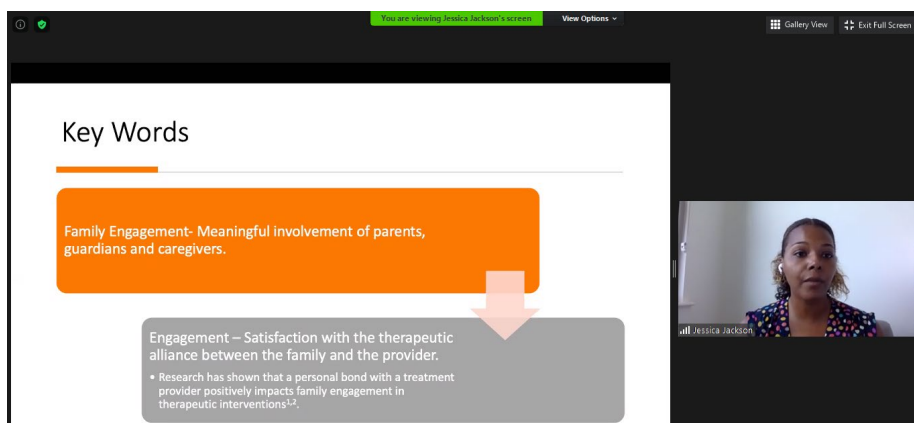 You are viewing Jessica Jackson's screen
View Options
Gallery View
Exit Full Screen
Key Words
Family Engagement- Meaningful involvement of parents,
guardians and caregivers.
Engagement – Satisfaction with the therapeutic
alliance between the family and the provider.
• Research has shown that a personal bond with a treatment
provider positively impacts family engagement in
therapeutic interventions1,2.
Jessica Jackson